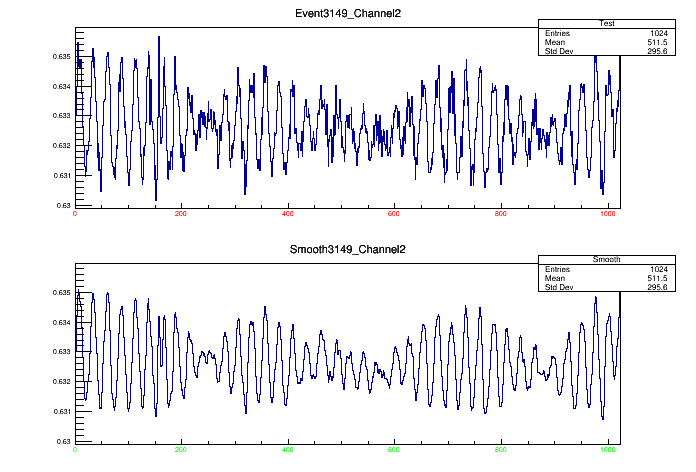 Event3149_Channel2
Test
Entries 1024
Mean 511.5
Std Dev 295.6
0.635
0.634
0.633
0.632
0.631
0.63
0 200 400 600 800 1000
Smooth3149_Channel2
Smooth
Entries 1024
Mean 511.5
Std Dev 295.6
0.635
0.634
0.633
0.632
0.631
0.63
0 200 400 600 800 1000